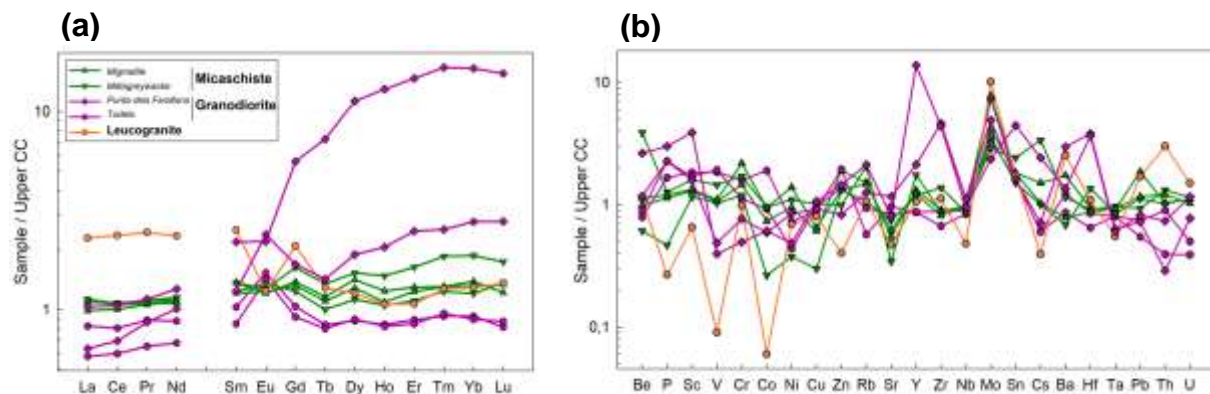 (a)
(b)
Migmatite
Métagreywacke
Micaschiste
Punta
Tudela
Granodiorite
Leucogranite
Sample / Upper CC
10
1
La Ce Pr Nd Sm Eu Gd Tb Dy Ho Er Tm Yb Lu
Sample / Upper CC
10
1
0,1
Be P Sc V Cr Co Ni Cu Zn Rb Sr Y Zr Nb Mo Sn Cs Ba Hf Ta Pb Th U